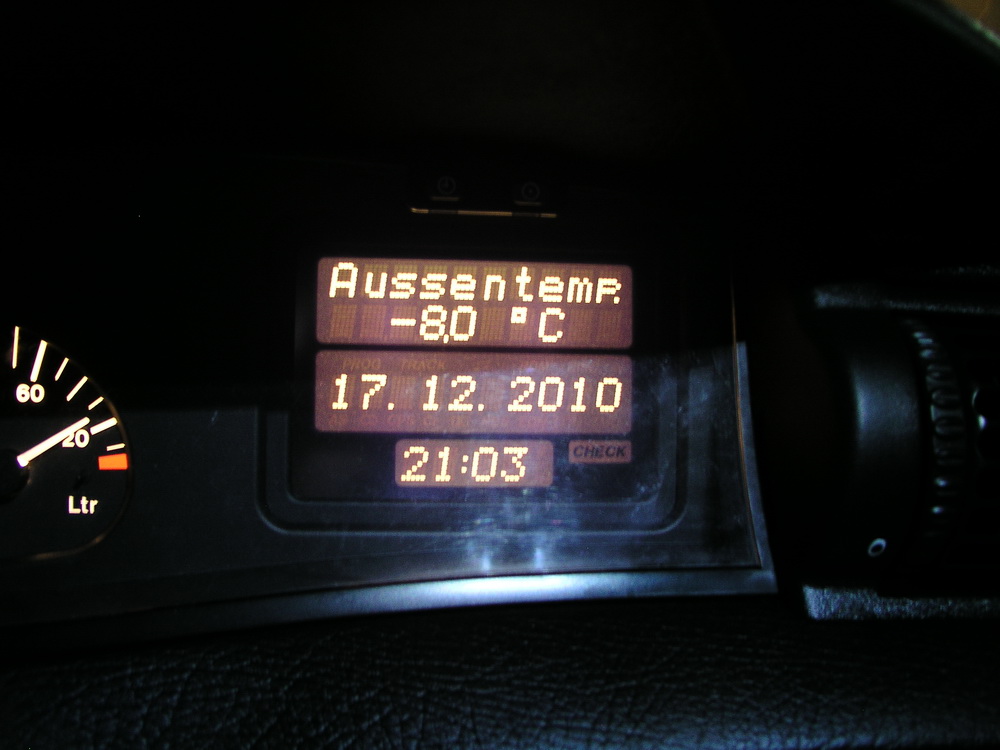 Aussentemp.
-8,0 °C
17. 12. 2010
21:03
CHECK
60
20
Ltr